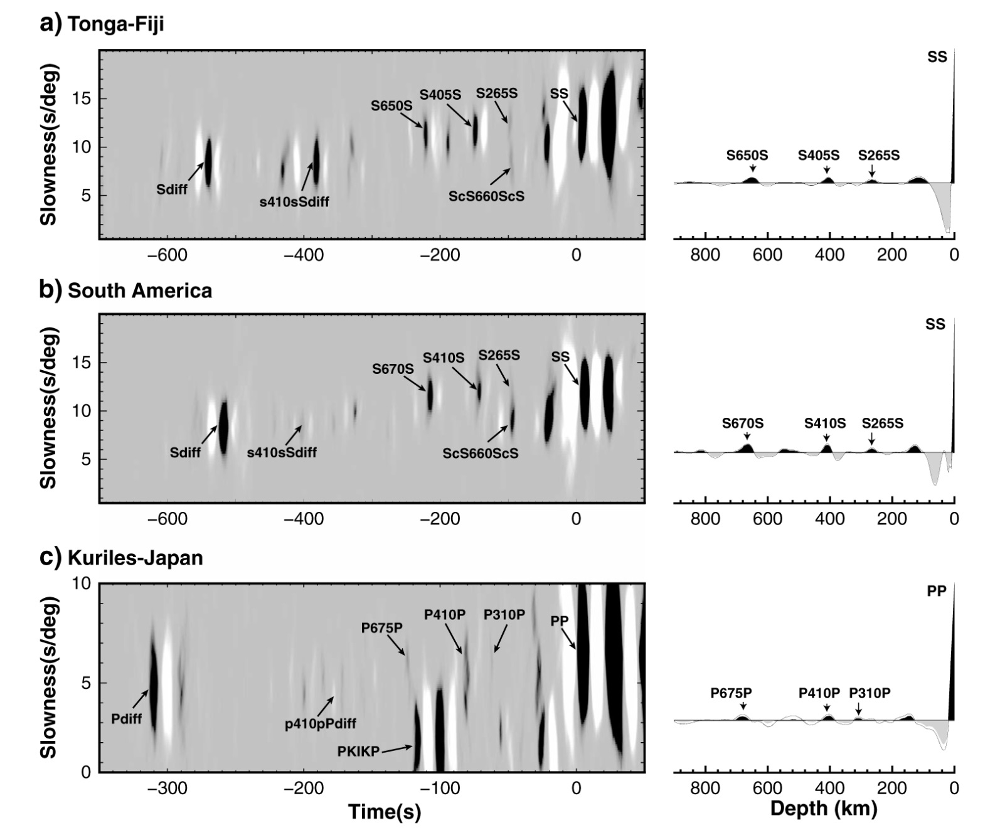 a) Tonga-Fiji
SS
Slowness(s/deg)
15
10
5
S650S
S405S
S265S
SS
Sdiff
s410sSdiff
ScS660ScS
S650S
S405S
S265S
−600
−400
−200
0
800
600
400
200
0
b) South America
SS
Slowness(s/deg)
15
10
5
S670S
S410S
S265S
SS
Sdiff
s410sSdiff
ScS660ScS
S670S
S410S
S265S
−600
−400
−200
0
800
600
400
200
0
c) Kuriles-Japan
PP
Slowness(s/deg)
10
5
0
P675P
P410P
P310P
PP
Pdiff
p410pPdiff
PKIKP
P675P
P410P
P310P
−300
−200
−100
0
800
600
400
200
0
Time(s)
Depth (km)